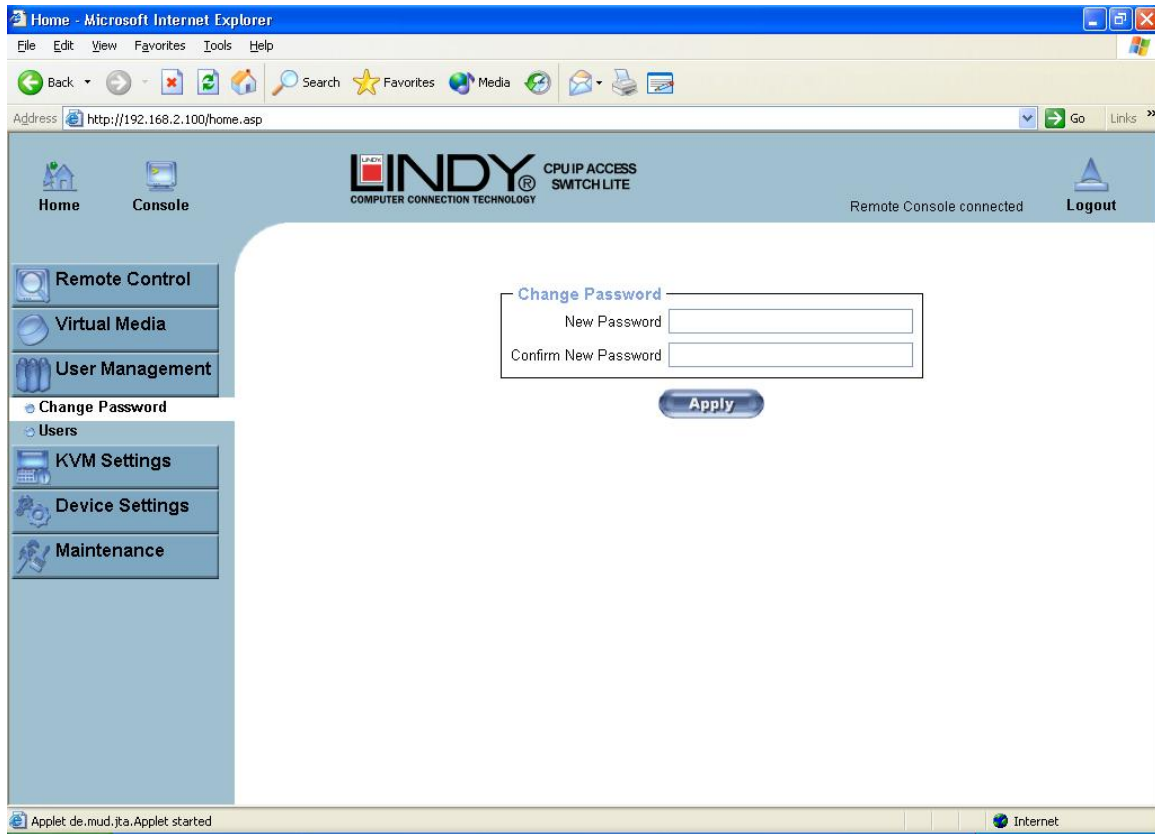 Home - Microsoft Internet Explorer
File Edit View Favorites Tools Help
Back Search Favorites Media
Address http://192.168.2.100/home.asp Go Links »
Home Console
LINDY ®
COMPUTER CONNECTION TECHNOLOGY
CPU IP ACCESS
SWITCH LITE
Remote Console connected
Logout
Remote Control
Virtual Media
User Management
Change Password
Users
KVM Settings
Device Settings
Maintenance
Change Password
New Password
Confirm New Password
Apply
Applet de.mud.jta.Applet started Internet